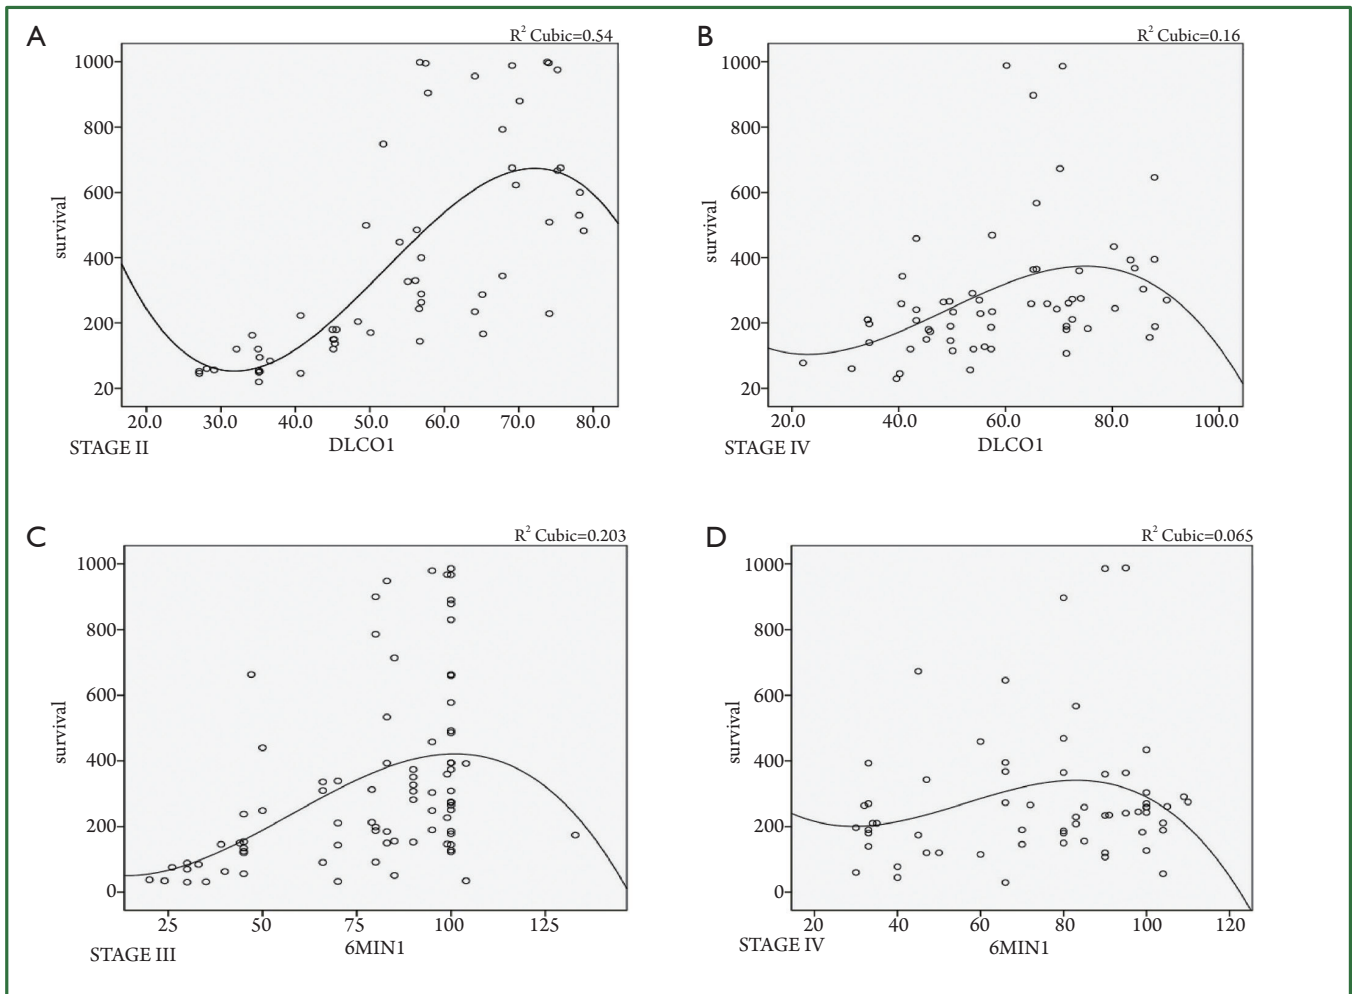 A
R² Cubic=0.54
1000
800
600
400
200
20
survival
20.0 30.0 40.0 50.0 60.0 70.0 80.0
STAGE II
DLCO1
B
R² Cubic=0.16
1000
800
600
400
200
20
survival
20.0 40.0 60.0 80.0 100.0
STAGE IV
DLCO1
C
R² Cubic=0.203
1000
800
600
400
200
0
survival
25 50 75 100 125
STAGE III
6MIN1
D
R² Cubic=0.065
1000
800
600
400
200
0
survival
20 40 60 80 100 120
STAGE IV
6MIN1